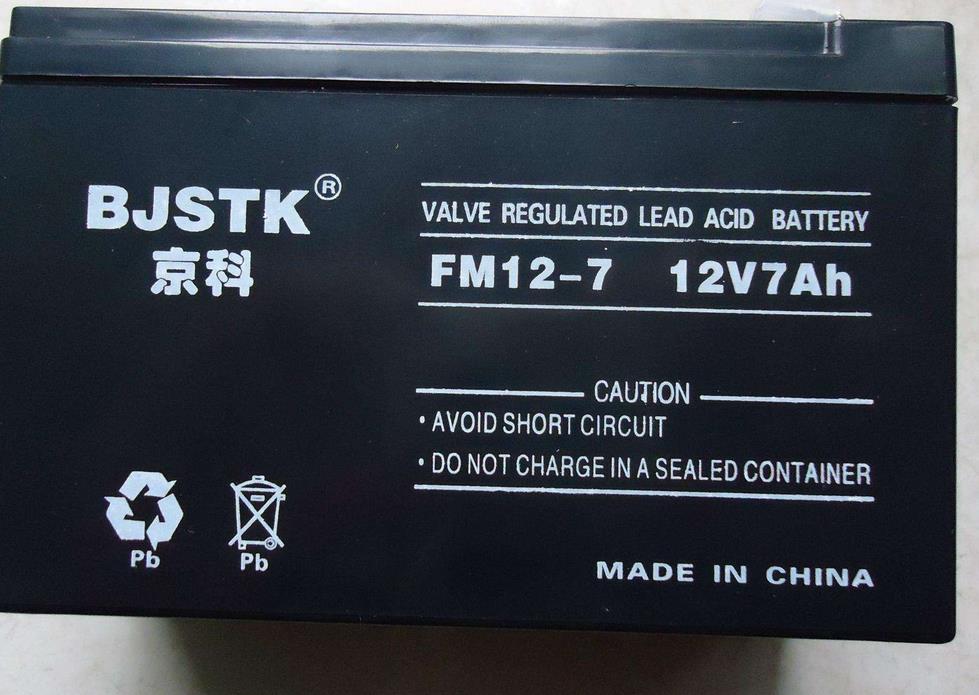 BJSTK®
京科
VALVE REGULATED LEAD ACID BATTERY
FM12-7 12V7Ah
CAUTION
· AVOID SHORT CIRCUIT
· DO NOT CHARGE IN A SEALED CONTAINER
Pb Pb
MADE IN CHINA